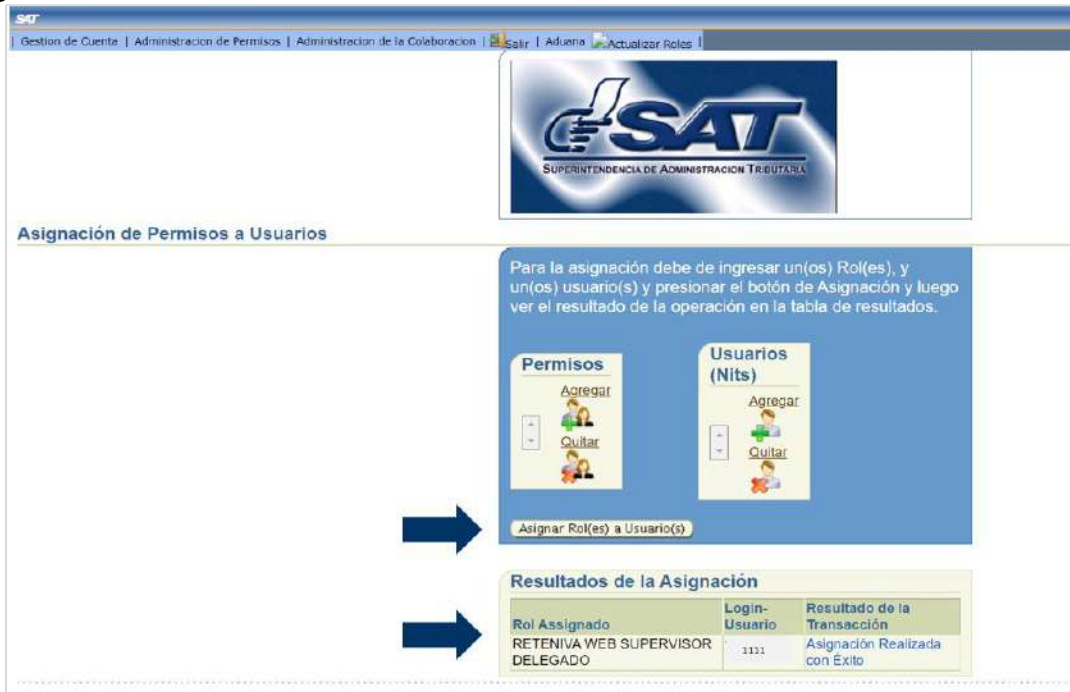 SAT
| Gestion de Cuenta | Administracion de Permisos | Administracion de la Colaboracion | Salir | Aduana Actualizar Roles |
SAT
SUPERINTENDENCIA DE ADMINISTRACION TRIBUTARIA
Asignación de Permisos a Usuarios
Para la asignación debe de ingresar un(os) Rol(es), y
un(os) usuario(s) y presionar el botón de Asignación y luego
ver el resultado de la operación en la tabla de resultados.
Permisos
Agregar
Quitar
Usuarios
(Nits)
Agregar
Quitar
Asignar Rol(es) a Usuario(s)
Resultados de la Asignación
Rol Assignado
Login-
Usuario
Resultado de la
Transacción
RETENIVA WEB SUPERVISOR
DELEGADO
1111
Asignación Realizada
con Éxito